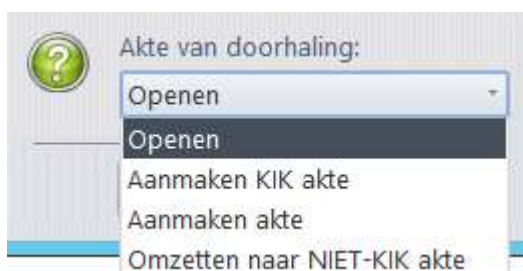 Akte van doorhaling:
Openen
Openen
Aanmaken KIK akte
Aanmaken akte
Omzetten naar NIET-KIK akte